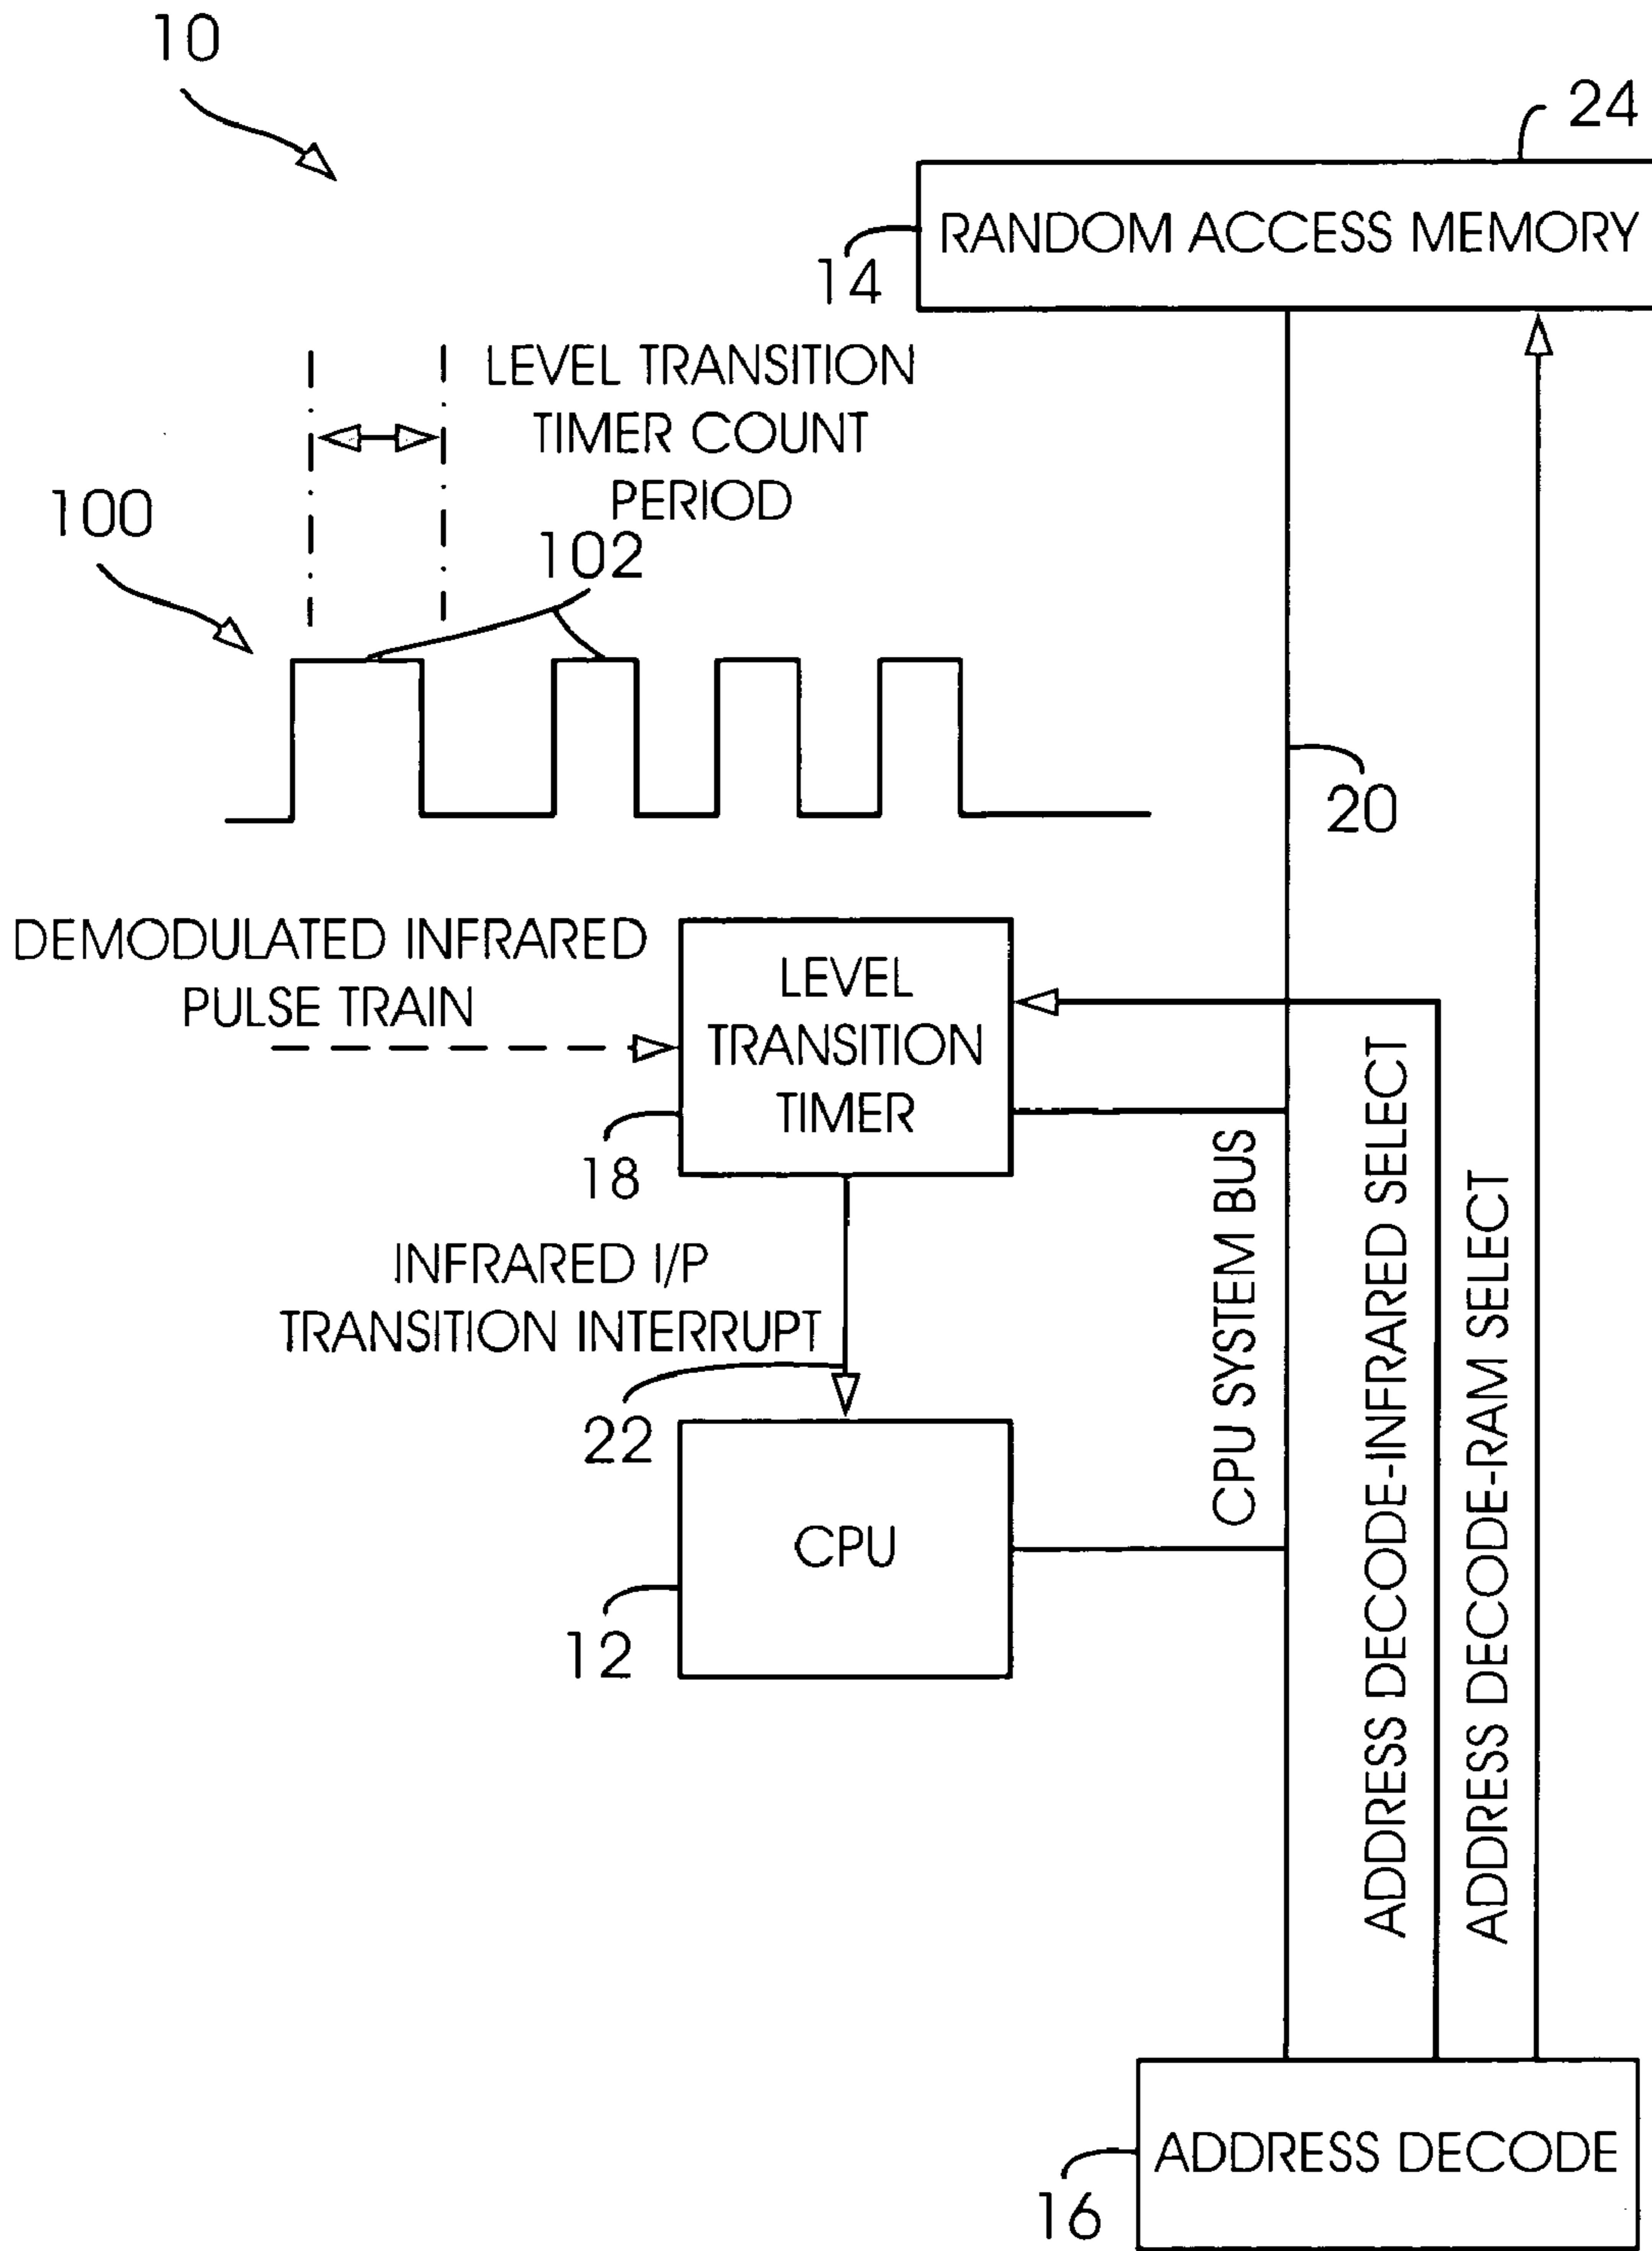 10
24
RANDOM ACCESS MEMORY
14
LEVEL TRANSITION
TIMER COUNT
PERIOD
100
102
20
DEMODULATED INFRARED
PULSE TRAIN
LEVEL
TRANSITION
TIMER
18
INFRARED I/P
TRANSITION INTERRUPT
22
CPU
12
CPU SYSTEM BUS
ADDRESS DECODE-INFRARED SELECT
ADDRESS DECODE-RAM SELECT
ADDRESS DECODE
16